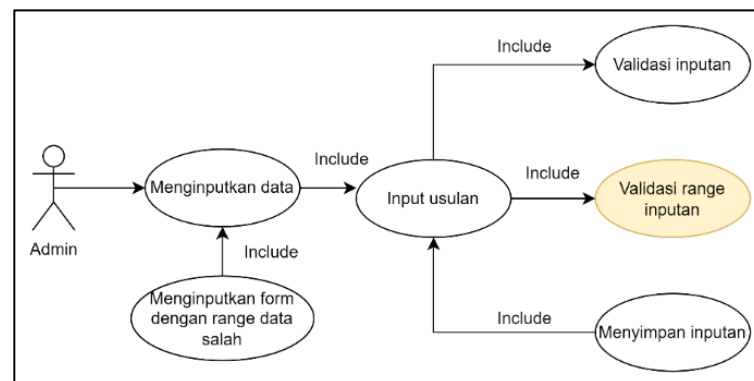 Include
Validasi inputan
Admin
Menginputkan data
Include
Input usulan
Include
Validasi range
inputan
Include
Menginputkan form
dengan range data
salah
Include
Menyimpan inputan